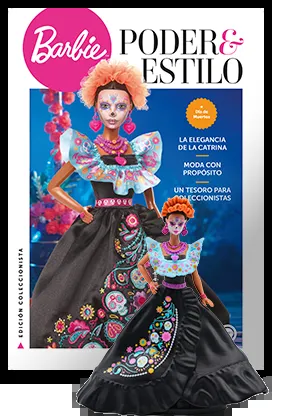 Barbie
PODER &
ESTILO
+
Día de
Muertos
LA ELEGANCIA
DE LA CATRINA
MODA CON
PROPÓSITO
UN TESORO PARA
COLECCIONISTAS
EDICIÓN COLECCIONISTA